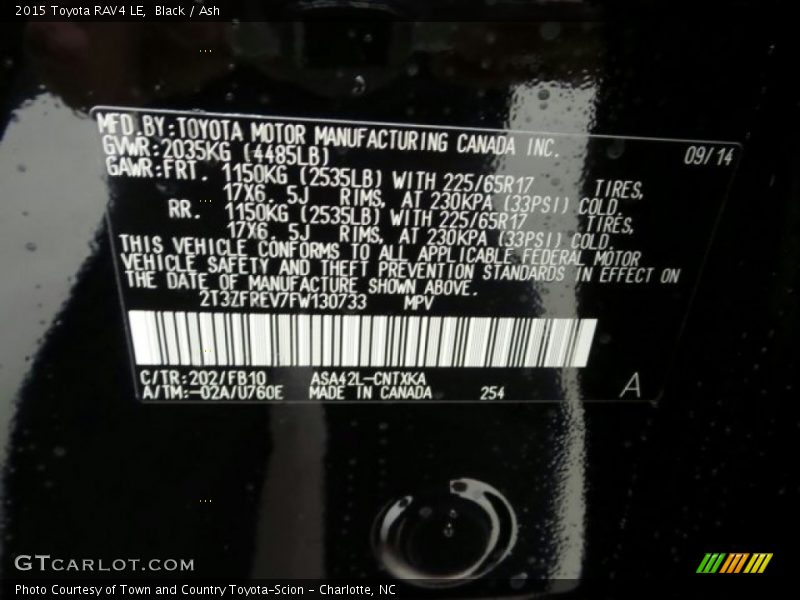 2015 Toyota RAV4 LE, Black / Ash
MFD.BY:TOYOTA MOTOR MANUFACTURING CANADA INC.
09/14
GVWR:2035KG (4485LB)
GAWR:FRT. 1150KG (2535LB) WITH 225/65R17 TIRES,
17X6. 5J RIMS, AT 230KPA (33PSI) COLD.
RR. 1150KG (2535LB) WITH 225/65R17 TIRES,
17X6. 5J RIMS, AT 230KPA (33PSI) COLD.
THIS VEHICLE CONFORMS TO ALL APPLICABLE FEDERAL MOTOR
VEHICLE SAFETY AND THEFT PREVENTION STANDARDS IN EFFECT ON
THE DATE OF MANUFACTURE SHOWN ABOVE.
2T3ZFREV7FW130733 MPV
C/TR:202/FB10 ASA42L-CNTXKA
A/TM:-02A/U760E MADE IN CANADA 254
A
GTCARLOT.COM
Photo Courtesy of Town and Country Toyota-Scion - Charlotte, NC